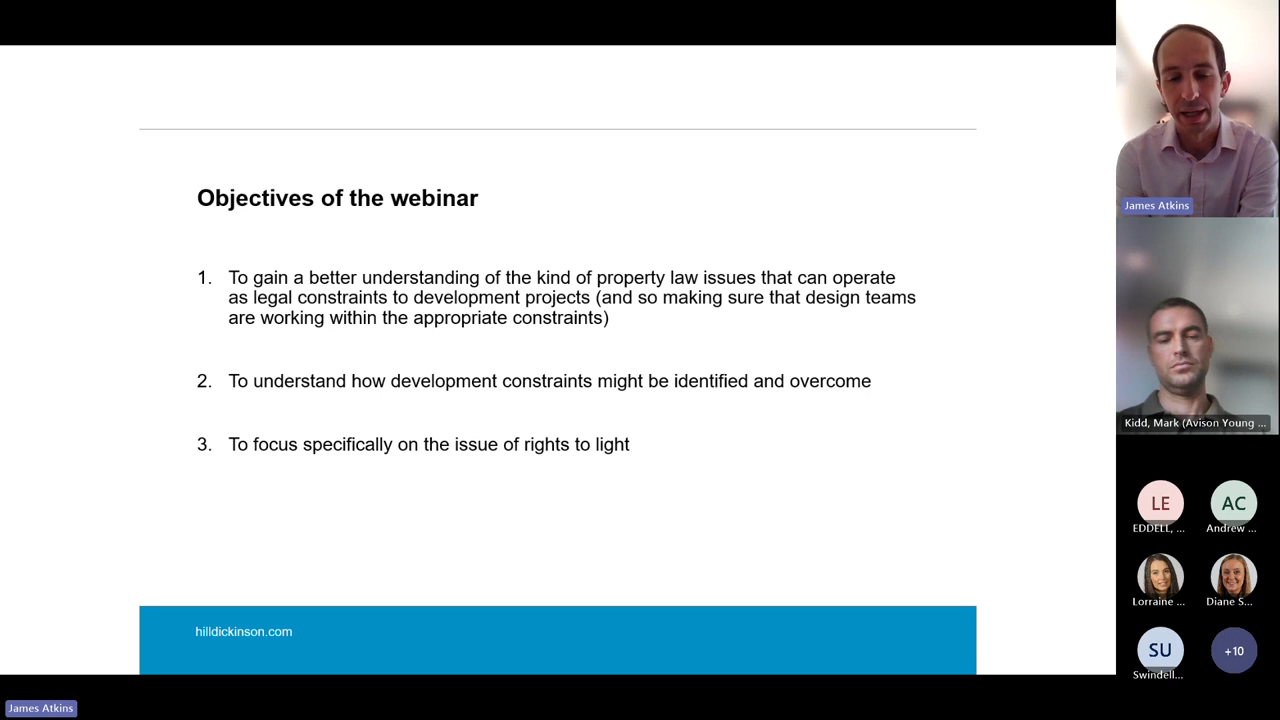 Objectives of the webinar
1. To gain a better understanding of the kind of property law issues that can operate
as legal constraints to development projects (and so making sure that design teams
are working within the appropriate constraints)
2. To understand how development constraints might be identified and overcome
3. To focus specifically on the issue of rights to light
hilldickinson.com
James Atkins
James Atkins
Kidd, Mark (Avison Young ...
LE
EDDELL, ...
AC
Andrew ...
Lorraine ...
Diane S...
SU
Swindell...
+10